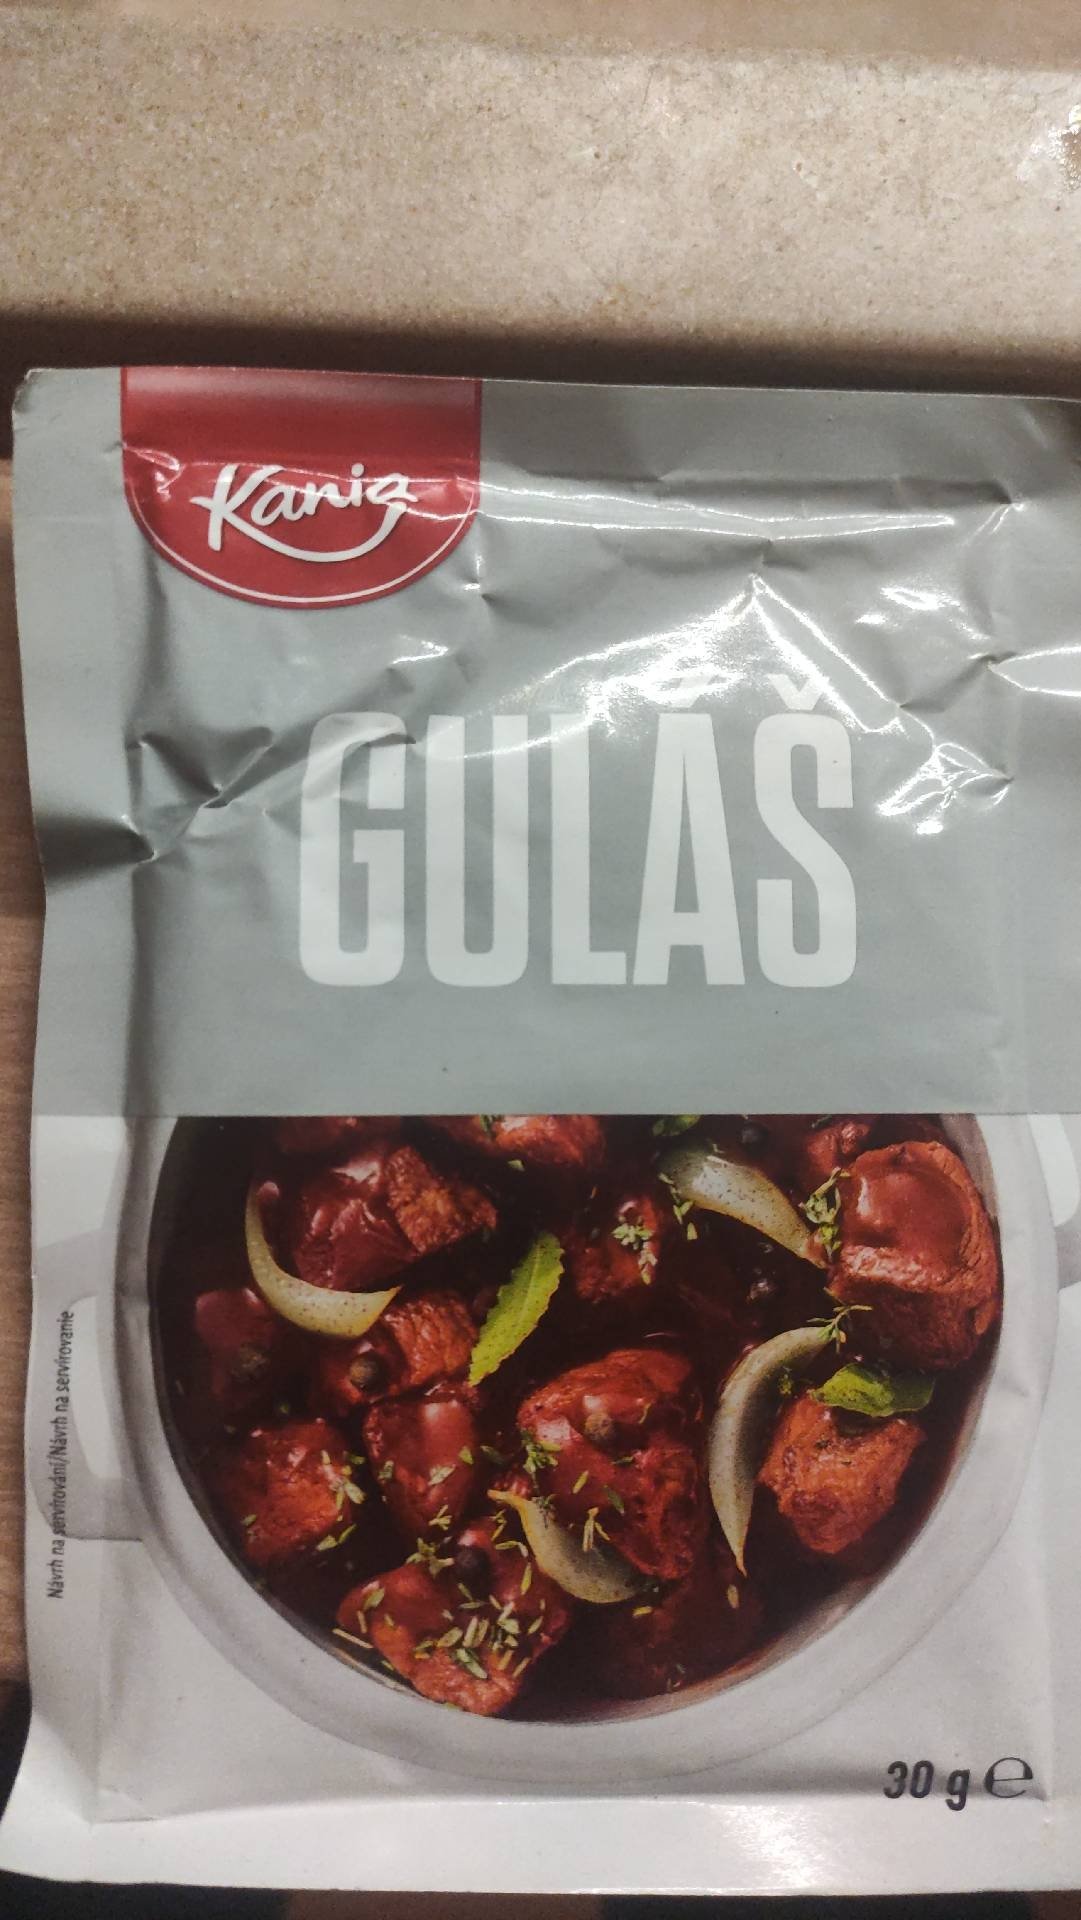 Kania
GULÁŠ
Návrh na servírování/Návrh na servírovanie
30 g e